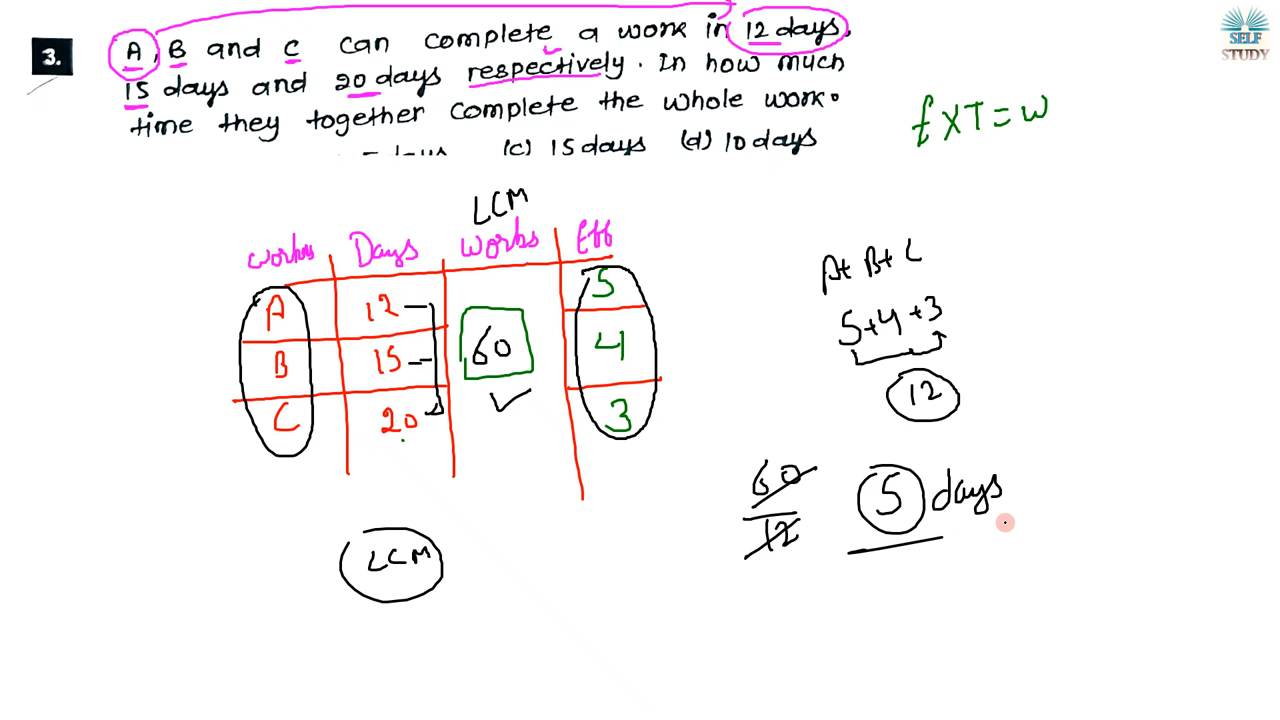 3.
A, B and C can complete a work in 12 days,
15 days and 20 days respectively. In how much
time they together complete the whole work.
(c) 15 days (d) 10 days
SELF
STUDY
f X T = W
LCM
Days Works Eff
A 12 5
B 15 60 4
C 20 3
A+ B+ C
5+4+3
12
60
12
5 days
LCM